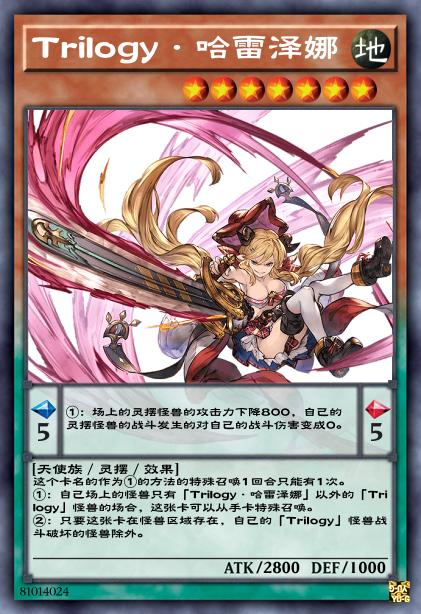 Trilogy・哈雷泽娜 地
①：场上的灵摆怪兽的攻击力下降800，自己的
灵摆怪兽的战斗发生的对自己的战斗伤害变成0。
5 5
[天使族 / 灵摆 / 效果]
这个卡名的作为①的方法的特殊召唤1回合只能有1次。
①：自己场上的怪兽只有「Trilogy・哈雷泽娜」以外的「Tri
logy」怪兽的场合，这张卡可以从手卡特殊召唤。
②：只要这张卡在怪兽区域存在，自己的「Trilogy」怪兽战
斗破坏的怪兽除外。
ATK/2800 DEF/1000
81014024